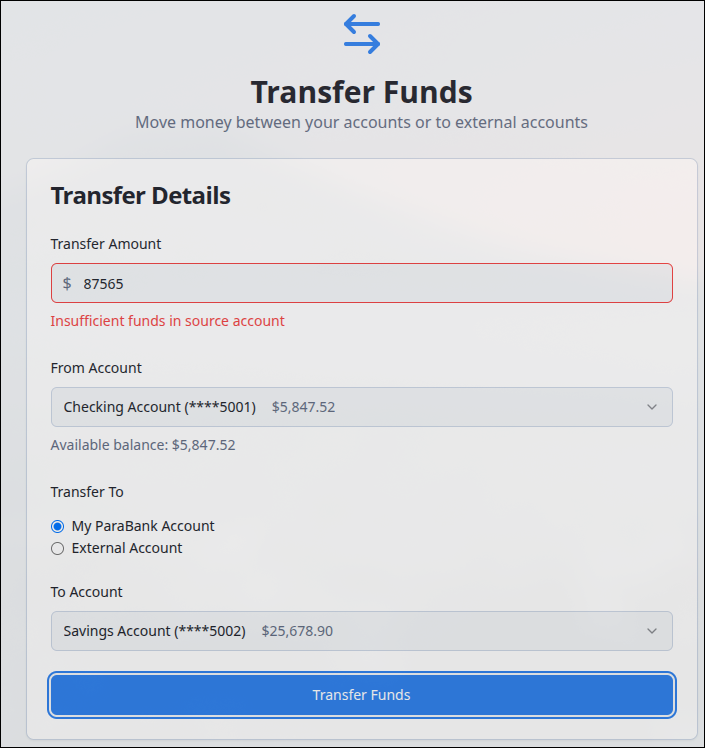 Transfer Funds
Move money between your accounts or to external accounts
Transfer Details
Transfer Amount
$ 87565
Insufficient funds in source account
From Account
Checking Account (****5001) $5,847.52
Available balance: $5,847.52
Transfer To
My ParaBank Account
External Account
To Account
Savings Account (****5002) $25,678.90
Transfer Funds